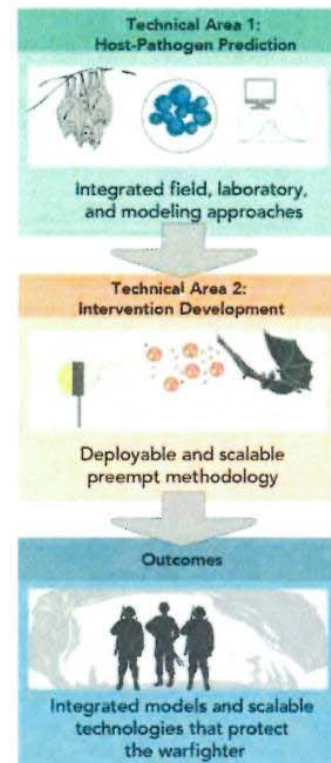 Technical Area 1:
Host-Pathogen Prediction
Integrated field, laboratory,
and modeling approaches
Technical Area 2:
Intervention Development
Deployable and scalable
preempt methodology
Outcomes
Integrated models and scalable
technologies that protect
the warfighter